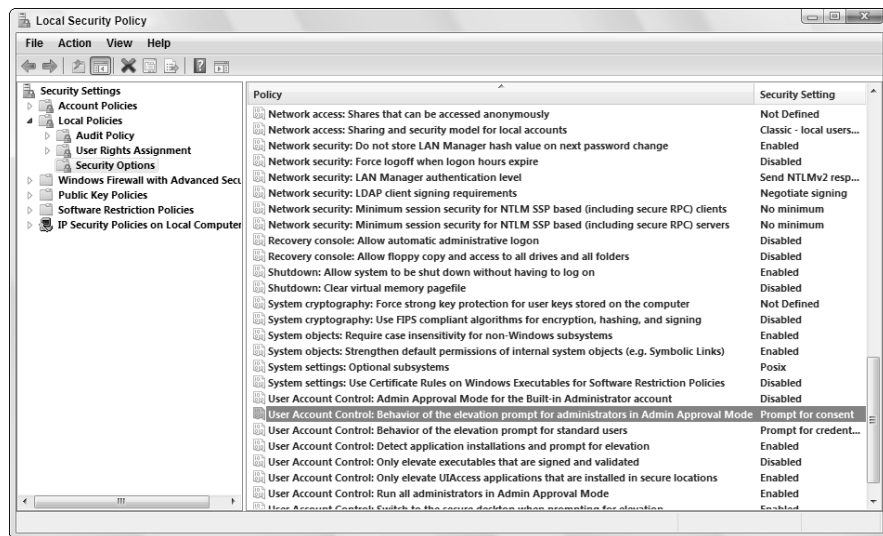 Local Security Policy
File Action View Help
Security Settings
Account Policies
Local Policies
Audit Policy
User Rights Assignment
Security Options
Windows Firewall with Advanced Secu
Public Key Policies
Software Restriction Policies
IP Security Policies on Local Computer
Policy Security Setting
Network access: Shares that can be accessed anonymously Not Defined
Network access: Sharing and security model for local accounts Classic - local users...
Network security: Do not store LAN Manager hash value on next password change Enabled
Network security: Force logoff when logon hours expire Disabled
Network security: LAN Manager authentication level Send NTLMv2 resp...
Network security: LDAP client signing requirements Negotiate signing
Network security: Minimum session security for NTLM SSP based (including secure RPC) clients No minimum
Network security: Minimum session security for NTLM SSP based (including secure RPC) servers No minimum
Recovery console: Allow automatic administrative logon Disabled
Recovery console: Allow floppy copy and access to all drives and all folders Disabled
Shutdown: Allow system to be shut down without having to log on Enabled
Shutdown: Clear virtual memory pagefile Disabled
System cryptography: Force strong key protection for user keys stored on the computer Not Defined
System cryptography: Use FIPS compliant algorithms for encryption, hashing, and signing Disabled
System objects: Require case insensitivity for non-Windows subsystems Enabled
System objects: Strengthen default permissions of internal system objects (e.g. Symbolic Links) Enabled
System settings: Optional subsystems Posix
System settings: Use Certificate Rules on Windows Executables for Software Restriction Policies Disabled
User Account Control: Admin Approval Mode for the Built-in Administrator account Disabled
User Account Control: Behavior of the elevation prompt for administrators in Admin Approval Mode Prompt for consent
User Account Control: Behavior of the elevation prompt for standard users Prompt for credent...
User Account Control: Detect application installations and prompt for elevation Enabled
User Account Control: Only elevate executables that are signed and validated Disabled
User Account Control: Only elevate UIAccess applications that are installed in secure locations Enabled
User Account Control: Run all administrators in Admin Approval Mode Enabled
User Account Control: Switch to the secure desktop when prompting for elevation Enabled